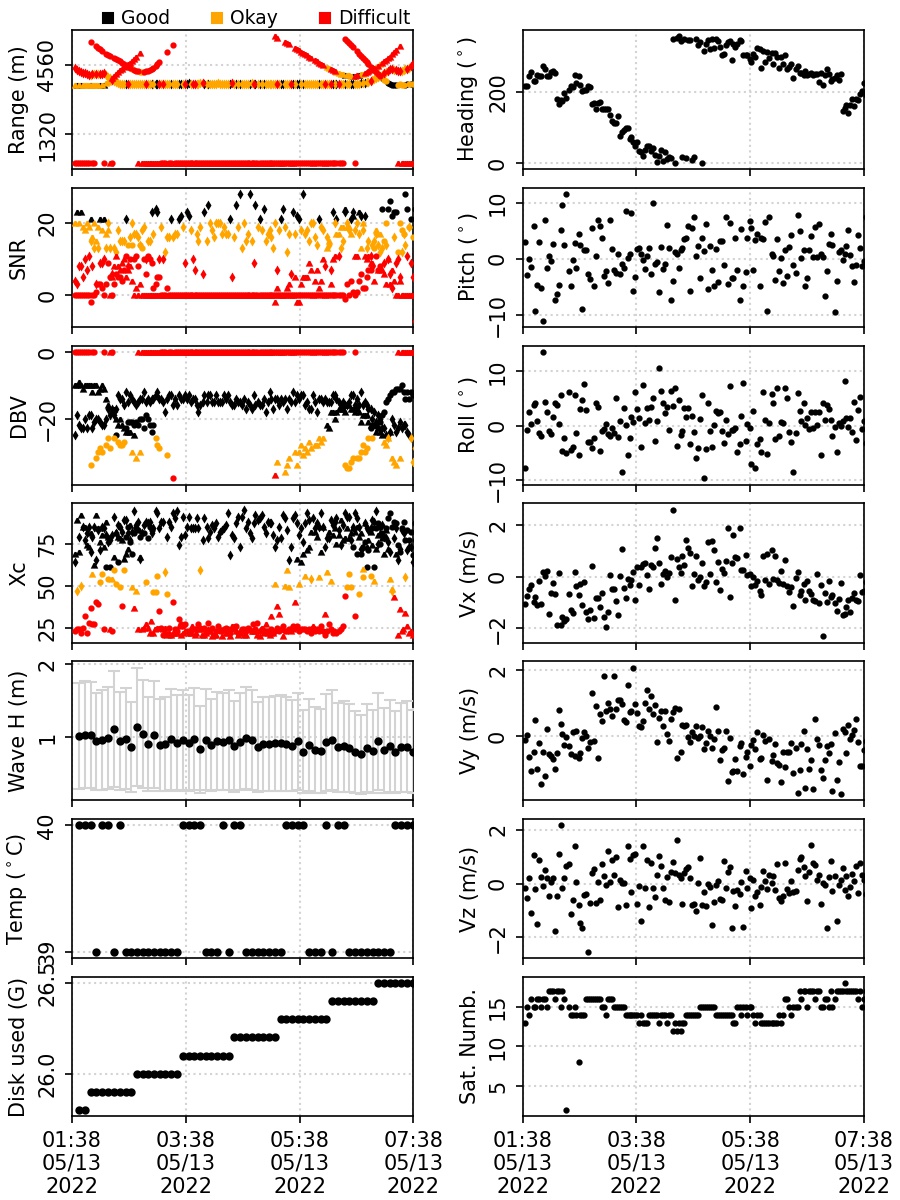 Good Okay Difficult
Range (m)
4560
1320
Heading (°)
200
0
SNR
20
0
Pitch (°)
10
0
−10
DBV
0
−20
Roll (°)
10
0
−10
Xc
75
50
25
Vx (m/s)
2
0
−2
Wave H (m)
2
1
Vy (m/s)
2
0
Temp (°C)
40
39
Vz (m/s)
2
0
−2
Disk used (G)
26.5
26.0
Sat. Numb.
15
10
5
01:38 03:38 05:38 07:38 01:38 03:38 05:38 07:38
05/13 05/13 05/13 05/13 05/13 05/13 05/13 05/13
2022 2022 2022 2022 2022 2022 2022 2022